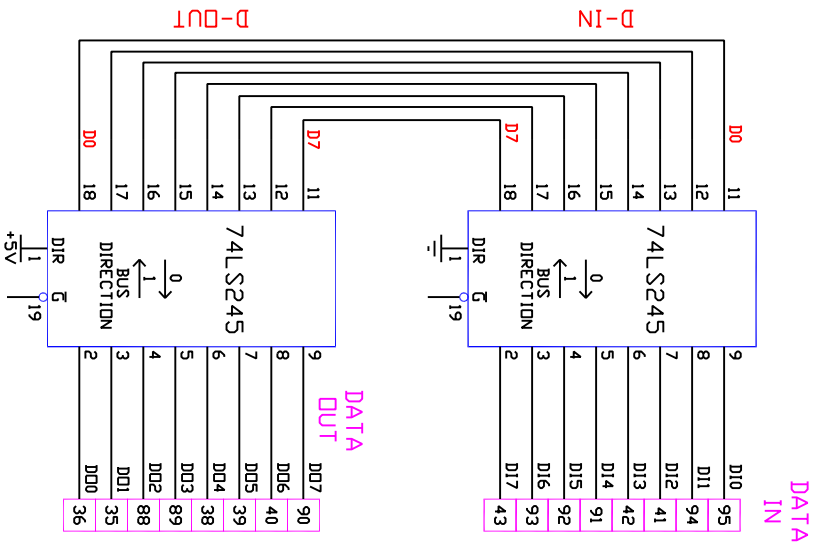 D-OUT
D-IN
D0
D7
D7
D0
18
17
16
15
14
13
12
11
18
17
16
15
14
13
12
11
+5V
1
DIR
19
G
DIRECTION
BUS
1
0
74LS245
1
DIR
19
G
DIRECTION
BUS
1
0
74LS245
2
3
4
5
6
7
8
9
2
3
4
5
6
7
8
9
DATA
OUT
DATA
IN
DO0
DO1
DO2
DO3
DO4
DO5
DO6
DO7
DI7
DI6
DI5
DI4
DI3
DI2
DI1
DI0
36
35
88
89
38
39
40
90
43
93
92
91
42
41
94
95